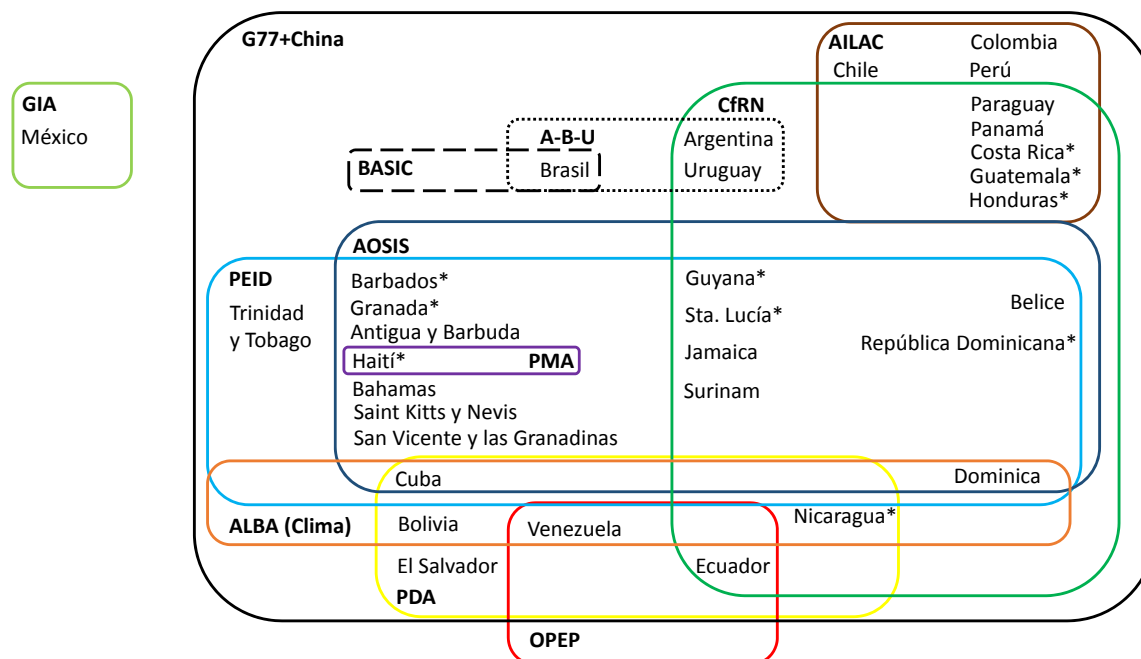 G77+China
AILAC
Colombia
Chile
Perú
GIA
México
CfRN
Paraguay
Panamá
Costa Rica*
Guatemala*
Honduras*
A-B-U
Argentina
BASIC
Brasil
Uruguay
AOSIS
PEID
Trinidad
y Tobago
Barbados*
Granada*
Antigua y Barbuda
Haití*
PMA
Bahamas
Saint Kitts y Nevis
San Vicente y las Granadinas
Guyana*
Sta. Lucía*
Jamaica
Surinam
Belice
República Dominicana*
Cuba
Dominica
ALBA (Clima)
Bolivia
Venezuela
Nicaragua*
El Salvador
Ecuador
PDA
OPEP